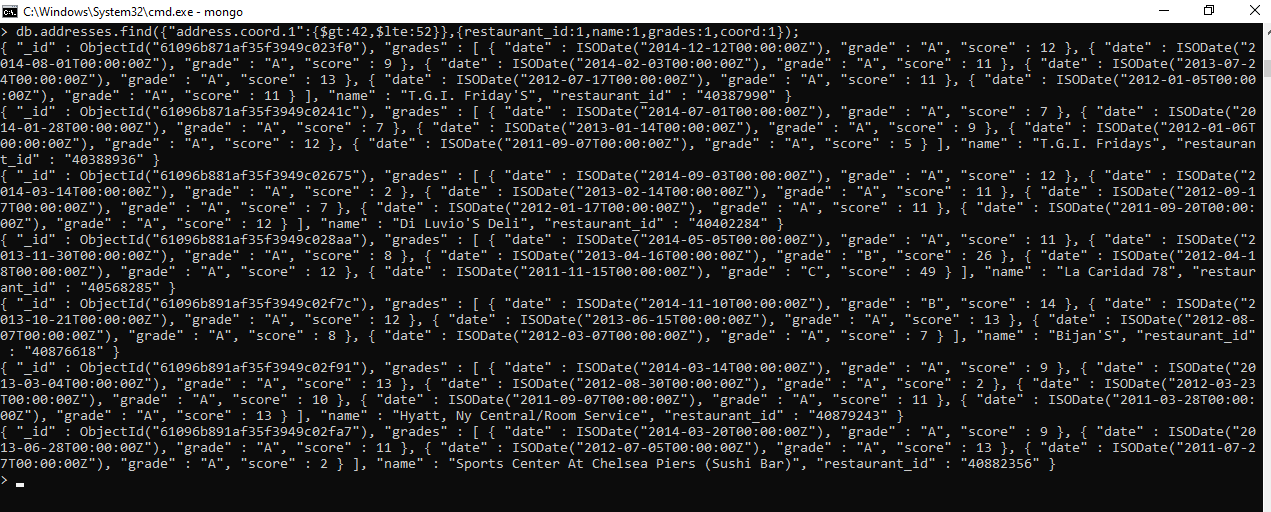 C:\Windows\System32\cmd.exe - mongo
> db.addresses.find({"address.coord.1":{$gt:42,$lte:52}},{restaurant_id:1,name:1,grades:1,coord:1});
{ "_id" : ObjectId("61096b871af35f3949c023f0"), "grades" : [ { "date" : ISODate("2014-12-12T00:00:00Z"), "grade" : "A", "score" : 12 }, { "date" : ISODate("2
014-08-01T00:00:00Z"), "grade" : "A", "score" : 9 }, { "date" : ISODate("2014-02-03T00:00:00Z"), "grade" : "A", "score" : 11 }, { "date" : ISODate("2013-07-2
4T00:00:00Z"), "grade" : "A", "score" : 13 }, { "date" : ISODate("2012-07-17T00:00:00Z"), "grade" : "A", "score" : 11 }, { "date" : ISODate("2012-01-05T00:00
:00Z"), "grade" : "A", "score" : 11 } ], "name" : "T.G.I. Friday'S", "restaurant_id" : "40387990" }
{ "_id" : ObjectId("61096b871af35f3949c0241c"), "grades" : [ { "date" : ISODate("2014-07-01T00:00:00Z"), "grade" : "A", "score" : 7 }, { "date" : ISODate("20
14-01-28T00:00:00Z"), "grade" : "A", "score" : 7 }, { "date" : ISODate("2013-01-14T00:00:00Z"), "grade" : "A", "score" : 9 }, { "date" : ISODate("2012-01-06T
00:00:00Z"), "grade" : "A", "score" : 12 }, { "date" : ISODate("2011-09-07T00:00:00Z"), "grade" : "A", "score" : 5 } ], "name" : "T.G.I. Fridays", "restauran
t_id" : "40388936" }
{ "_id" : ObjectId("61096b881af35f3949c02675"), "grades" : [ { "date" : ISODate("2014-09-03T00:00:00Z"), "grade" : "A", "score" : 12 }, { "date" : ISODate("2
014-03-14T00:00:00Z"), "grade" : "A", "score" : 2 }, { "date" : ISODate("2013-02-14T00:00:00Z"), "grade" : "A", "score" : 11 }, { "date" : ISODate("2012-09-1
7T00:00:00Z"), "grade" : "A", "score" : 7 }, { "date" : ISODate("2012-01-17T00:00:00Z"), "grade" : "A", "score" : 11 }, { "date" : ISODate("2011-09-20T00:00:
00Z"), "grade" : "A", "score" : 12 } ], "name" : "Di Luvio'S Deli", "restaurant_id" : "40402284" }
{ "_id" : ObjectId("61096b881af35f3949c028aa"), "grades" : [ { "date" : ISODate("2014-05-05T00:00:00Z"), "grade" : "A", "score" : 11 }, { "date" : ISODate("2
013-11-30T00:00:00Z"), "grade" : "A", "score" : 8 }, { "date" : ISODate("2013-04-16T00:00:00Z"), "grade" : "B", "score" : 26 }, { "date" : ISODate("2012-04-1
8T00:00:00Z"), "grade" : "A", "score" : 12 }, { "date" : ISODate("2011-11-15T00:00:00Z"), "grade" : "C", "score" : 49 } ], "name" : "La Caridad 78", "restaur
ant_id" : "40568285" }
{ "_id" : ObjectId("61096b891af35f3949c02f7c"), "grades" : [ { "date" : ISODate("2014-11-10T00:00:00Z"), "grade" : "B", "score" : 14 }, { "date" : ISODate("2
013-10-21T00:00:00Z"), "grade" : "A", "score" : 12 }, { "date" : ISODate("2013-06-15T00:00:00Z"), "grade" : "A", "score" : 13 }, { "date" : ISODate("2012-08-
07T00:00:00Z"), "grade" : "A", "score" : 8 }, { "date" : ISODate("2012-03-07T00:00:00Z"), "grade" : "A", "score" : 7 } ], "name" : "Bijan'S", "restaurant_id"
 : "40876618" }
{ "_id" : ObjectId("61096b891af35f3949c02f91"), "grades" : [ { "date" : ISODate("2014-03-14T00:00:00Z"), "grade" : "A", "score" : 9 }, { "date" : ISODate("20
13-03-04T00:00:00Z"), "grade" : "A", "score" : 13 }, { "date" : ISODate("2012-08-30T00:00:00Z"), "grade" : "A", "score" : 2 }, { "date" : ISODate("2012-03-23
T00:00:00Z"), "grade" : "A", "score" : 10 }, { "date" : ISODate("2011-09-07T00:00:00Z"), "grade" : "A", "score" : 11 }, { "date" : ISODate("2011-03-28T00:00:
00Z"), "grade" : "A", "score" : 13 } ], "name" : "Hyatt, Ny Central/Room Service", "restaurant_id" : "40879243" }
{ "_id" : ObjectId("61096b891af35f3949c02fa7"), "grades" : [ { "date" : ISODate("2014-03-20T00:00:00Z"), "grade" : "A", "score" : 9 }, { "date" : ISODate("20
13-06-28T00:00:00Z"), "grade" : "A", "score" : 11 }, { "date" : ISODate("2012-07-05T00:00:00Z"), "grade" : "A", "score" : 13 }, { "date" : ISODate("2011-07-2
7T00:00:00Z"), "grade" : "A", "score" : 2 } ], "name" : "Sports Center At Chelsea Piers (Sushi Bar)", "restaurant_id" : "40882356" }
>